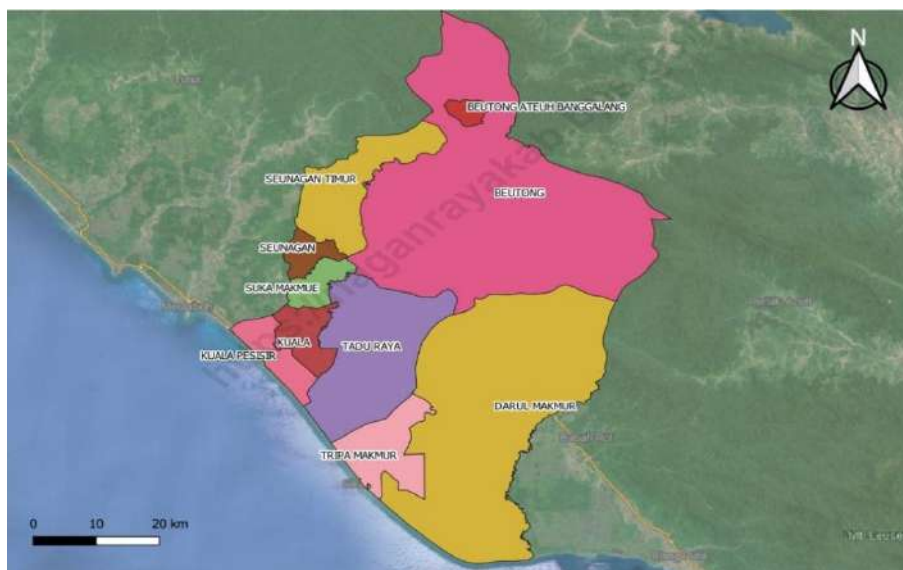 N
BEUTONG ATEUH BANGGALANG
SEUNAGAN TIMUR
BEUTONG
SEUNAGAN
SUKA MAKMUE
KUALA
KUALA PESISIR
TADU RAYA
DARUL MAKMUR
TRIPA MAKMUR
0 10 20 km